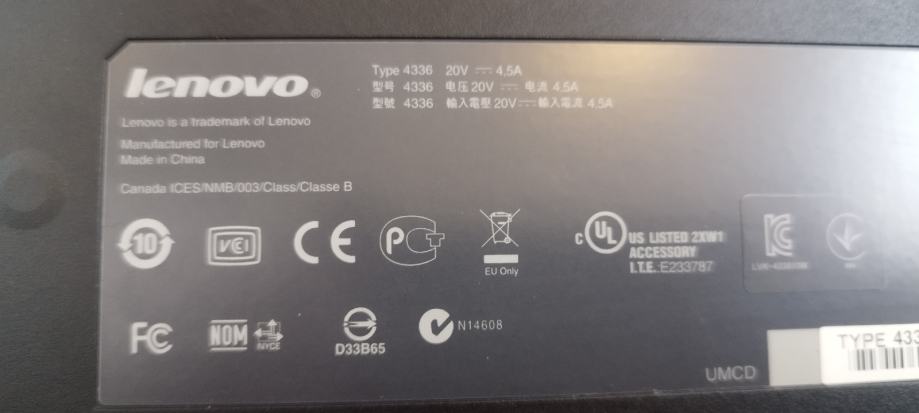 lenovo®
Type 4336 20V 4,5A
型号 4336 电压 20V 电流 4.5A
型號 4336 輸入電壓 20V 輸入電流 4.5A
Lenovo is a trademark of Lenovo
Manufactured for Lenovo
Made in China
Canada ICES/NMB/003/Class/Classe B
10
VCI
CE
PCT
EU Only
c UL US LISTED 2XW1
ACCESSORY
I.T.E. E233787
KC
FC
NOM
NYCE
D33B65
N14608
UMCD
TYPE 433